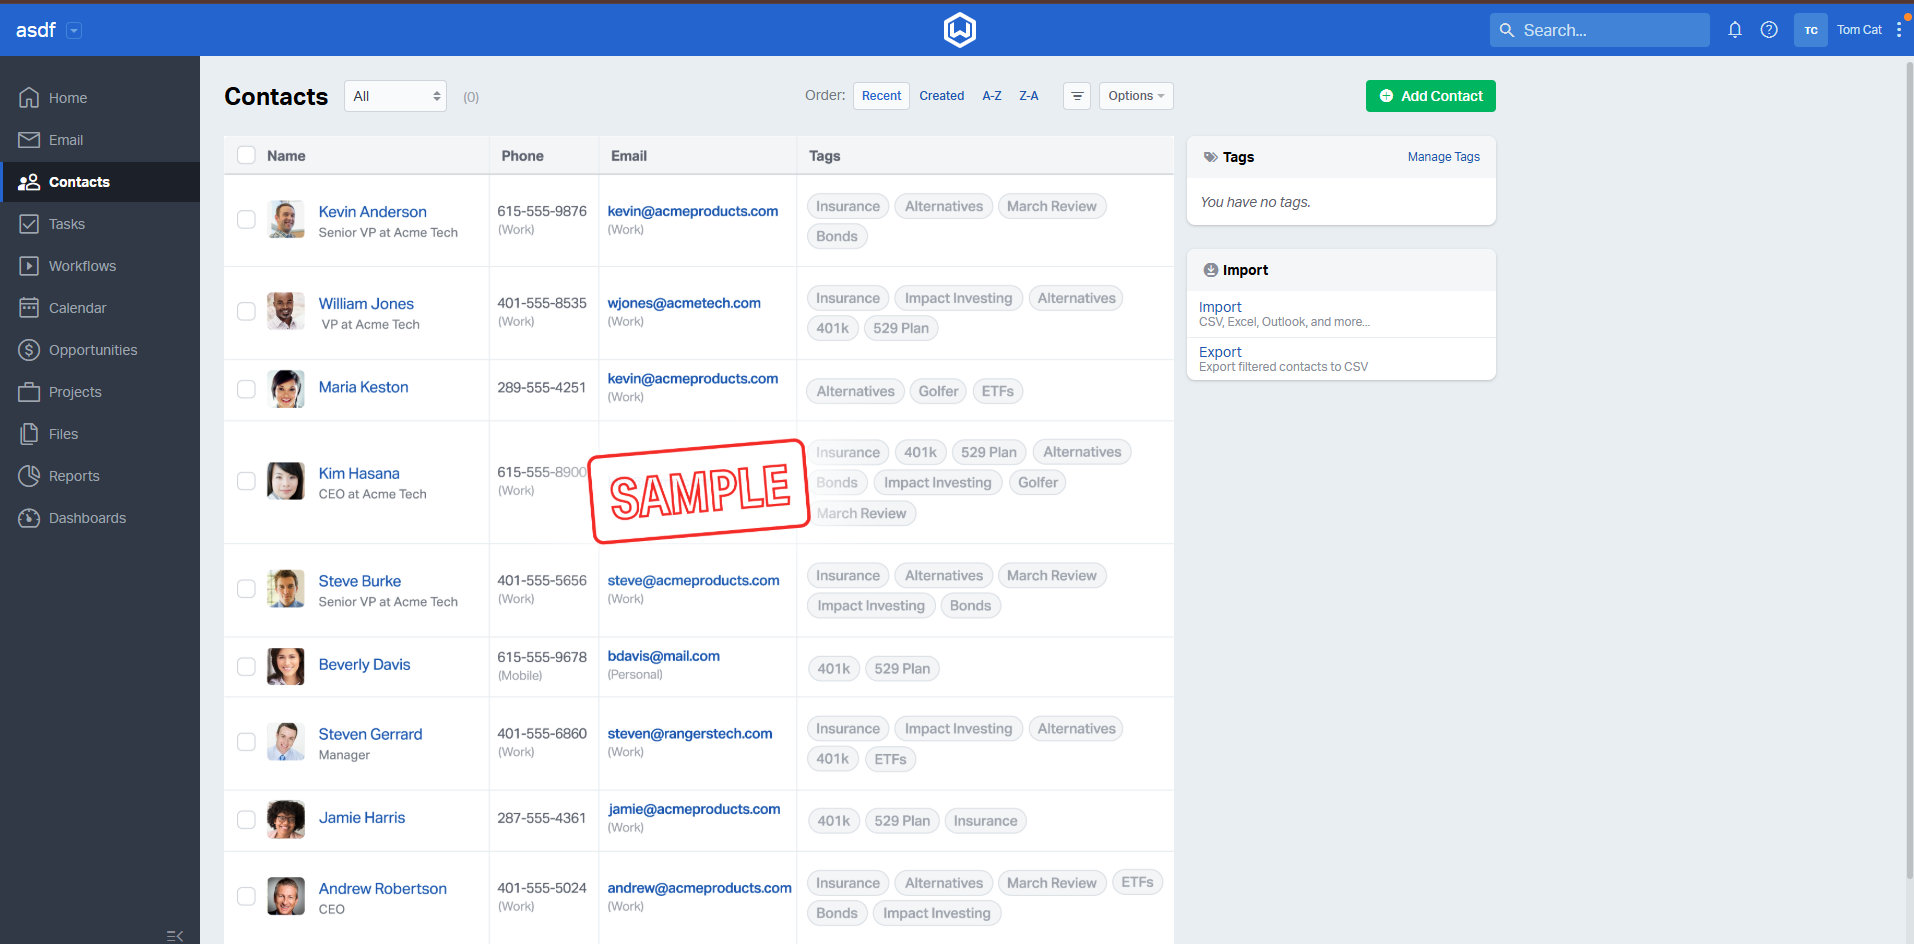 asdf
Search...
TC
Tom Cat
Home
Email
Contacts
Tasks
Workflows
Calendar
Opportunities
Projects
Files
Reports
Dashboards
Contacts
All
(0)
Order: Recent Created A-Z Z-A
Options
Add Contact
Name Phone Email Tags
Kevin Anderson
Senior VP at Acme Tech
615-555-9876
(Work)
kevin@acmeproducts.com
(Work)
Insurance Alternatives March Review
Bonds
William Jones
VP at Acme Tech
401-555-8535
(Work)
wjones@acmetech.com
(Work)
Insurance Impact Investing Alternatives
401k 529 Plan
Maria Keston
289-555-4251
kevin@acmeproducts.com
(Work)
Alternatives Golfer ETFs
Kim Hasana
CEO at Acme Tech
615-555-8900
(Work)
SAMPLE
Insurance 401k 529 Plan Alternatives
Bonds Impact Investing Golfer
March Review
Steve Burke
Senior VP at Acme Tech
401-555-5656
(Work)
steve@acmeproducts.com
(Work)
Insurance Alternatives March Review
Impact Investing Bonds
Beverly Davis
615-555-9678
(Mobile)
bdavis@mail.com
(Personal)
401k 529 Plan
Steven Gerrard
Manager
401-555-6860
(Work)
steven@rangerstech.com
(Work)
Insurance Impact Investing Alternatives
401k ETFs
Jamie Harris
287-555-4361
jamie@acmeproducts.com
(Work)
401k 529 Plan Insurance
Andrew Robertson
CEO
401-555-5024
(Work)
andrew@acmeproducts.com
(Work)
Insurance Alternatives March Review ETFs
Bonds Impact Investing
Tags
Manage Tags
You have no tags.
Import
Import
CSV, Excel, Outlook, and more...
Export
Export filtered contacts to CSV